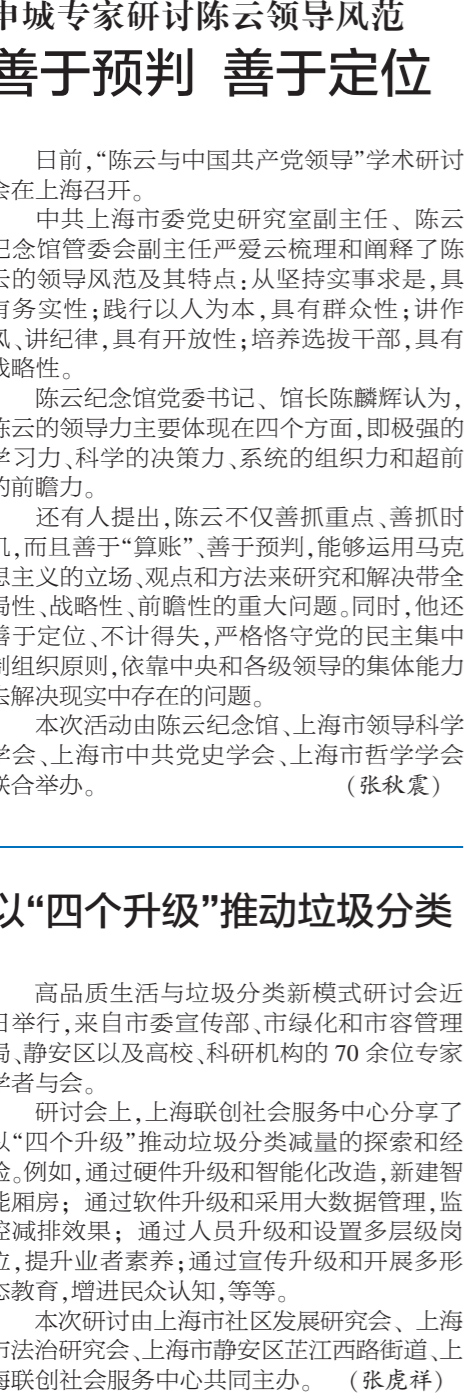 申城专家研讨陈云领导风范
善于预判 善于定位
日前,“陈云与中国共产党领导”学术研讨
会在上海召开。
中共上海市委党史研究室副主任、陈云
纪念馆管委会副主任严爱云梳理和阐释了陈
云的领导风范及其特点:从坚持实事求是,具
有务实性;践行以人为本,具有群众性;讲作
风、讲纪律,具有开放性;培养选拔干部,具有
战略性。
陈云纪念馆党委书记、馆长陈麟辉认为,
陈云的领导力主要体现在四个方面,即极强的
学习力、科学的决策力、系统的组织力和超前
的前瞻力。
还有人提出,陈云不仅善抓重点、善抓时
机,而且善于“算账”、善于预判,能够运用马克
思主义的立场、观点和方法来研究和解决带全
局性、战略性、前瞻性的重大问题。同时,他还
善于定位、不计得失,严格恪守党的民主集中
制组织原则,依靠中央和各级领导的集体能力
去解决现实中存在的问题。
本次活动由陈云纪念馆、上海市领导科学
学会、上海市中共党史学会、上海市哲学学会
联合举办。 (张秋震)
以“四个升级”推动垃圾分类
高品质生活与垃圾分类新模式研讨会近
日举行,来自市委宣传部、市绿化和市容管理
局、静安区以及高校、科研机构的 70 余位专家
学者与会。
研讨会上,上海联创社会服务中心分享了
以“四个升级”推动垃圾分类减量的探索和经
验。例如,通过硬件升级和智能化改造,新建智
能厢房;通过软件升级和采用大数据管理,监
控减排效果;通过人员升级和设置多层级岗
位,提升业者素养;通过宣传升级和开展多形
态教育,增进民众认知,等等。
本次研讨由上海市社区发展研究会、上海
市法治研究会、上海市静安区芷江西路街道、上
海联创社会服务中心共同主办。 (张虎祥)